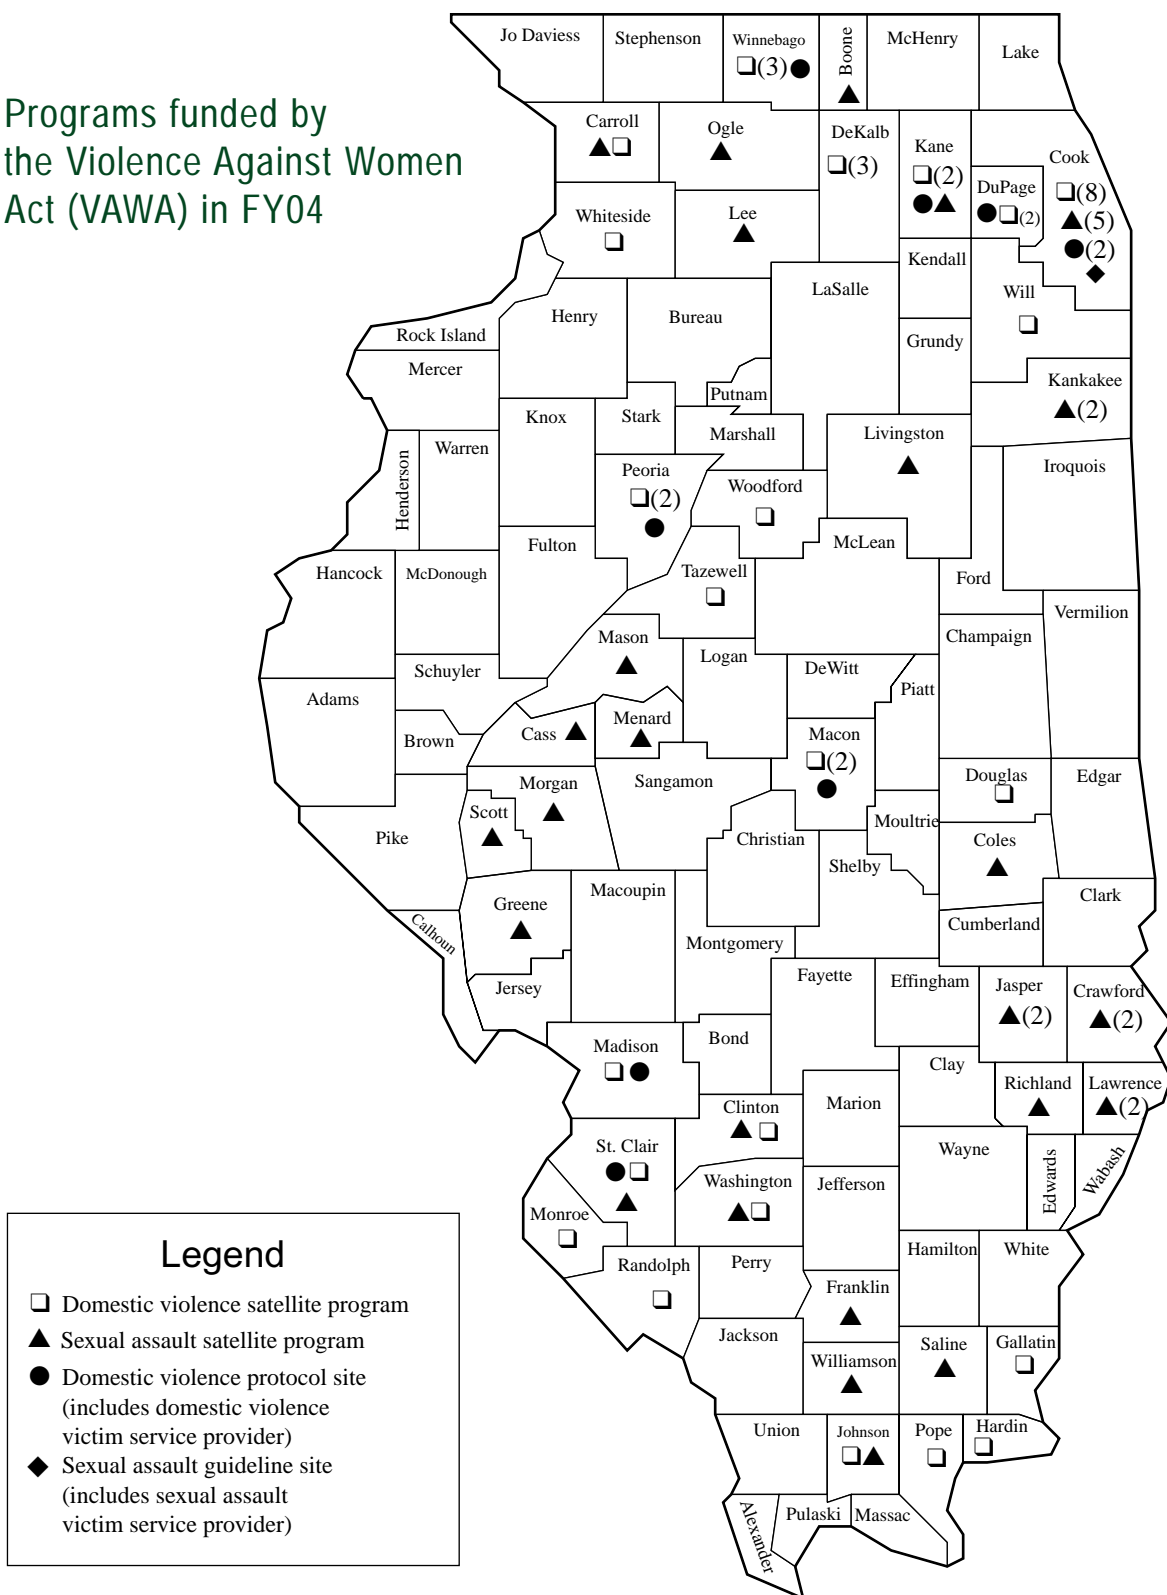 Programs funded by
the Violence Against Women
Act (VAWA) in FY04
Jo Daviess
Stephenson
Winnebago
(3)
Boone
McHenry
Lake
Carroll
Ogle
DeKalb
(3)
Kane
(2)
DuPage
(2)
Cook
(8)
(5)
(2)
Whiteside
Lee
Kendall
LaSalle
Will
Henry
Bureau
Rock Island
Grundy
Mercer
Putnam
Kankakee
(2)
Knox
Stark
Marshall
Livingston
Henderson
Warren
Peoria
(2)
Woodford
Iroquois
Fulton
McLean
Hancock
McDonough
Tazewell
Ford
Vermilion
Mason
Logan
Champaign
Schuyler
DeWitt
Piatt
Adams
Brown
Cass
Menard
Macon
(2)
Morgan
Sangamon
Douglas
Edgar
Scott
Pike
Christian
Moultrie
Coles
Shelby
Macoupin
Greene
Clark
Calhoun
Cumberland
Montgomery
Jersey
Fayette
Effingham
Jasper
(2)
Crawford
(2)
Madison
Bond
Clay
Richland
Lawrence
(2)
Clinton
Marion
St. Clair
Wayne
Edwards
Wabash
Washington
Jefferson
Monroe
Randolph
Perry
Hamilton
White
Franklin
Jackson
Williamson
Saline
Gallatin
Union
Johnson
Pope
Hardin
Alexander
Pulaski
Massac
Legend
Domestic violence satellite program
Sexual assault satellite program
Domestic violence protocol site
(includes domestic violence
victim service provider)
Sexual assault guideline site
(includes sexual assault
victim service provider)